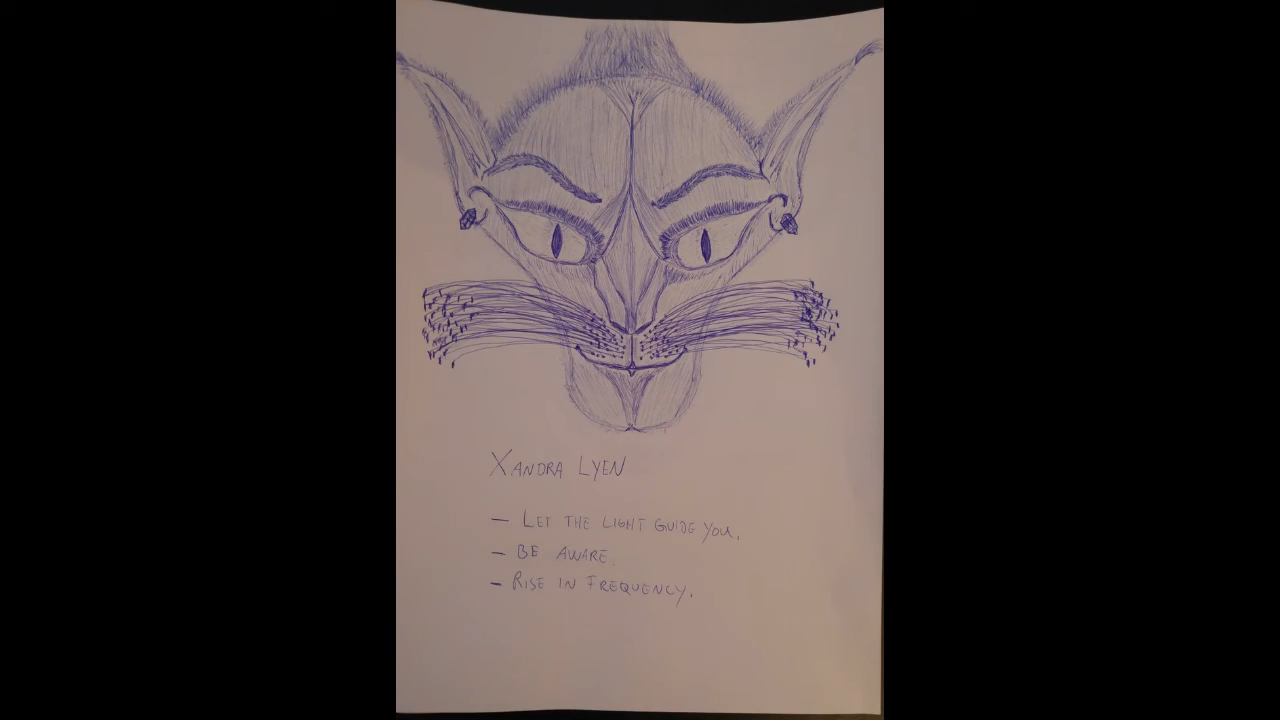 XANDRA LYEN
- LET THE LIGHT GUIDE YOU.
- BE AWARE.
- RISE IN FREQUENCY.